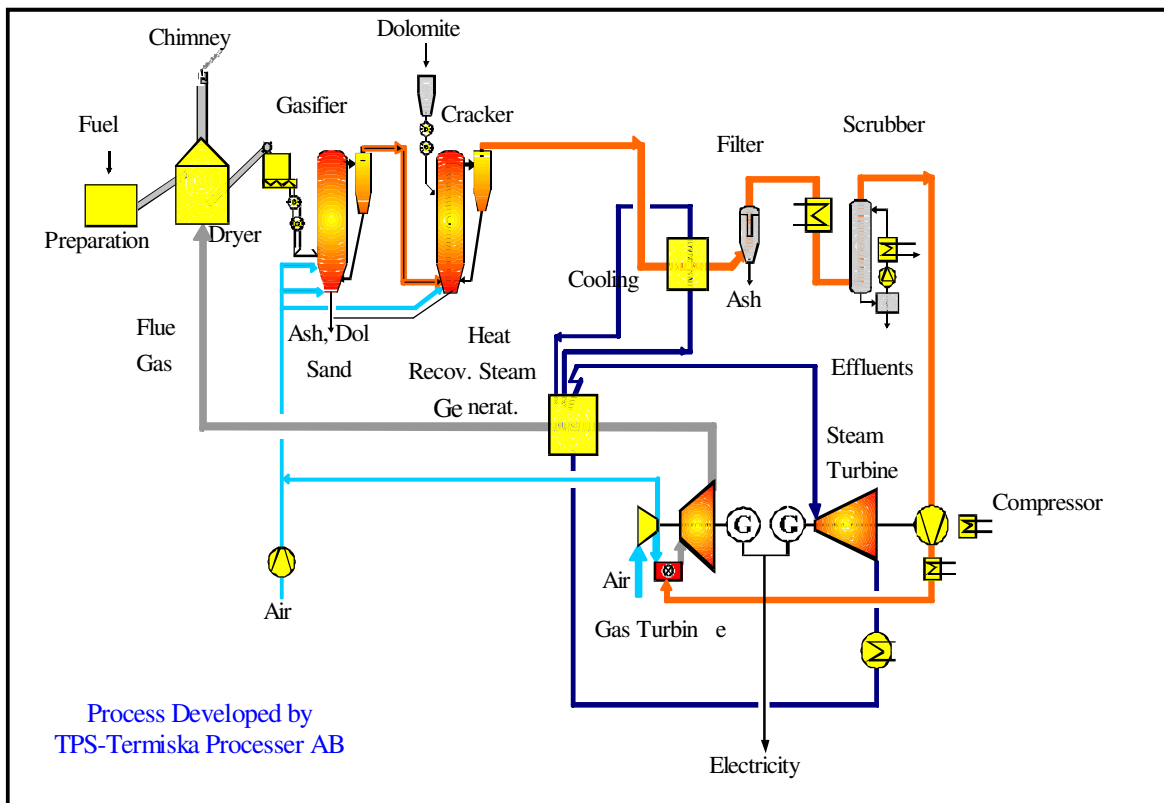 Chimney
Dolomite
Gasifier
Cracker
Scrubber
Fuel
Filter
Preparation
Dryer
Cooling
Ash
Flue
Gas
Ash, Dol
Sand
Heat
Recov. Steam
Ge nerat.
Effluents
Steam
Turbine
Compressor
G
G
Air
Air
Gas Turbin e
Process Developed by
TPS-Termiska Processer AB
Electricity